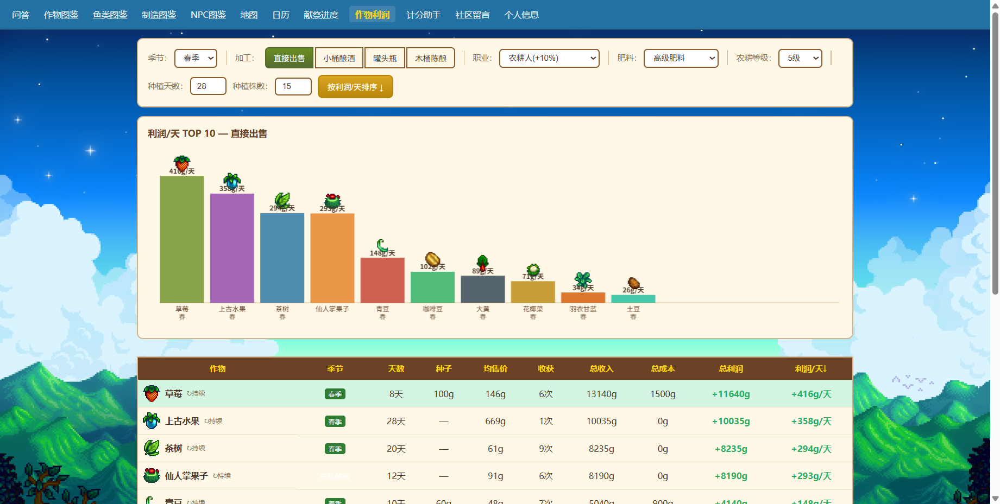 问答 作物图鉴 鱼类图鉴 制造图鉴 NPC图鉴 地图 日历 献祭进度 作物利润 计分助手 社区留言 个人信息
季节： 春季 加工： 直接出售 小桶酿酒 罐头瓶 木桶陈酿 职业： 农耕人(+10%) 肥料： 高级肥料 农耕等级： 5级
种植天数： 28 种植株数： 15 按利润/天排序 ↓
利润/天 TOP 10 — 直接出售
416g/天
358g/天
294g/天 293g/天
148g/天
102g/天
89g/天
71g/天
34g/天
26g/天
草莓 上古水果 茶树 仙人掌果子 青豆 咖啡豆 大黄 花椰菜 羽衣甘蓝 土豆
春 春 春 春 春 春 春 春 春
作物 季节 天数 种子 均售价 收获 总收入 总成本 总利润 利润/天↓
草莓 ↻持续 春季 8天 100g 146g 6次 13140g 1500g +11640g +416g/天
上古水果 ↻持续 春季 28天 — 669g 1次 10035g 0g +10035g +358g/天
茶树 ↻持续 春季 20天 — 61g 9次 8235g 0g +8235g +294g/天
仙人掌果子 ↻持续 12天 — 91g 6次 8190g 0g +8190g +293g/天
青豆 ↻持续 春季 10天 60g 48g 7次 5040g 900g +4140g +148g/天